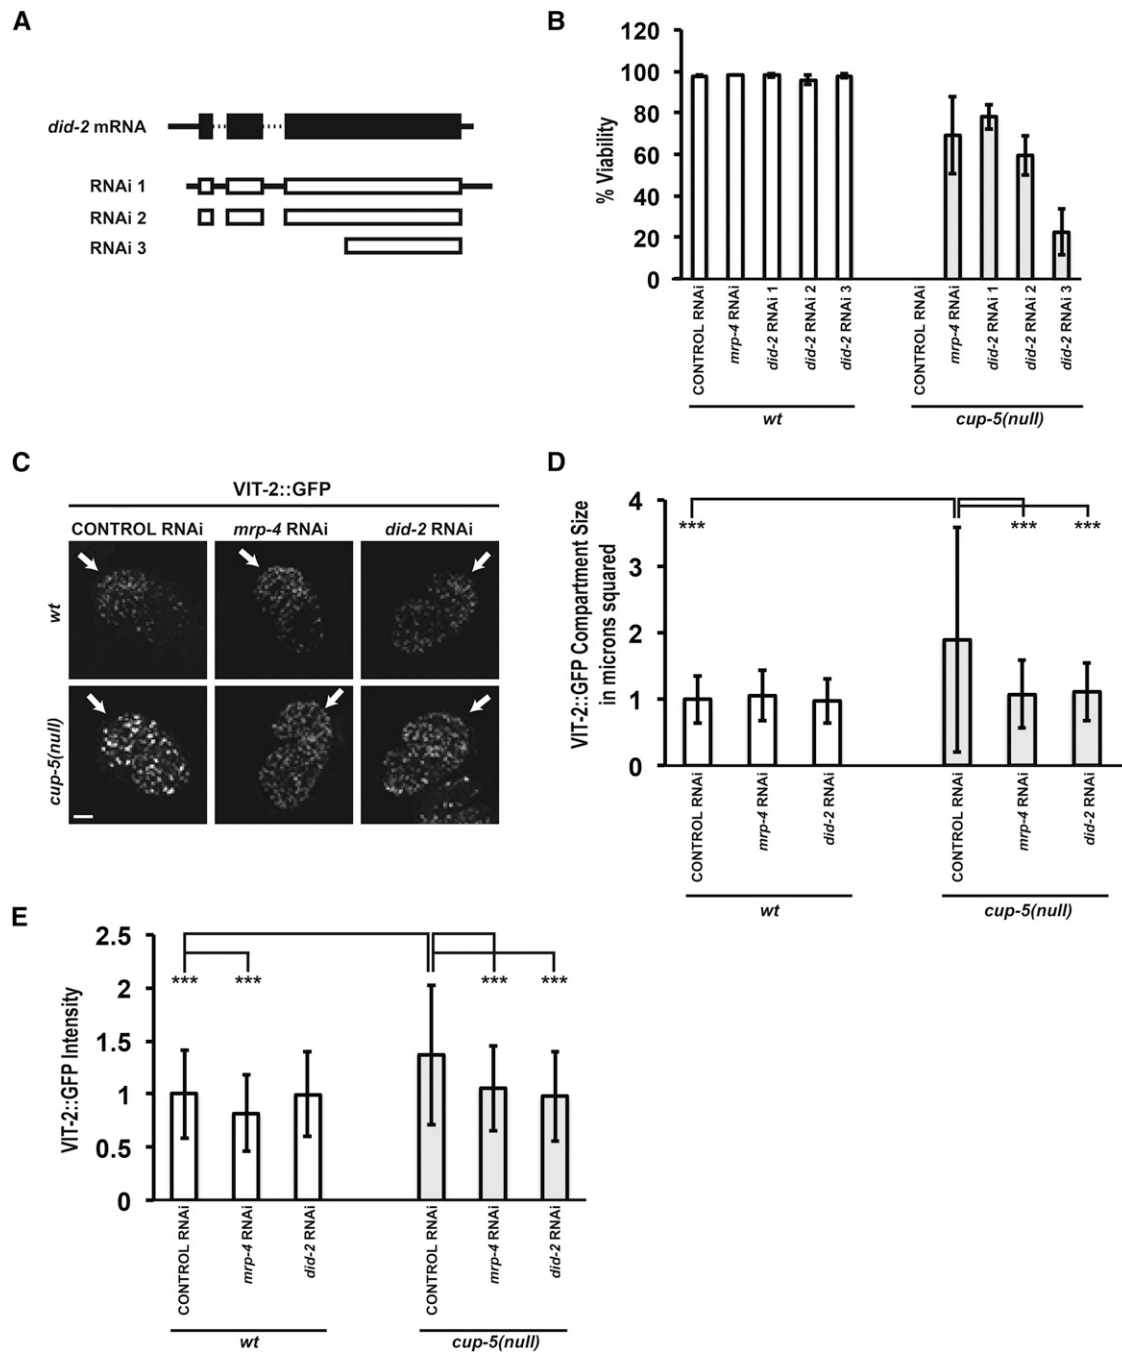 A
did-2 mRNA
RNAi 1
RNAi 2
RNAi 3
B
% Viability
120
100
80
60
40
20
0
CONTROL RNAi
mrp-4 RNAi
did-2 RNAi 1
did-2 RNAi 2
did-2 RNAi 3
CONTROL RNAi
mrp-4 RNAi
did-2 RNAi 1
did-2 RNAi 2
did-2 RNAi 3
wt
cup-5(null)
C
VIT-2::GFP
CONTROL RNAi
mrp-4 RNAi
did-2 RNAi
wt
cup-5(null)
D
VIT-2::GFP Compartment Size
in microns squared
4
3
2
1
0
***
***
***
CONTROL RNAi
mrp-4 RNAi
did-2 RNAi
CONTROL RNAi
mrp-4 RNAi
did-2 RNAi
wt
cup-5(null)
E
VIT-2::GFP Intensity
2.5
2
1.5
1
0.5
0
***
***
***
***
CONTROL RNAi
mrp-4 RNAi
did-2 RNAi
CONTROL RNAi
mrp-4 RNAi
did-2 RNAi
wt
cup-5(null)